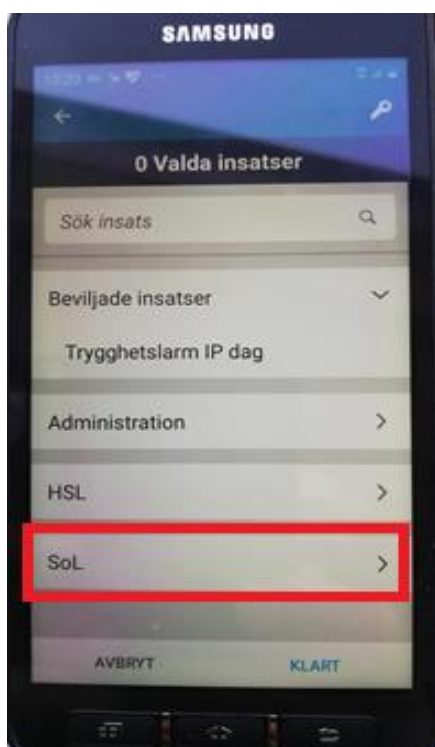 SAMSUNG
0 Valda insatser
Sök insats
Beviljade insatser
Trygghetslarm IP dag
Administration
HSL
SoL
AVBRYT
KLART